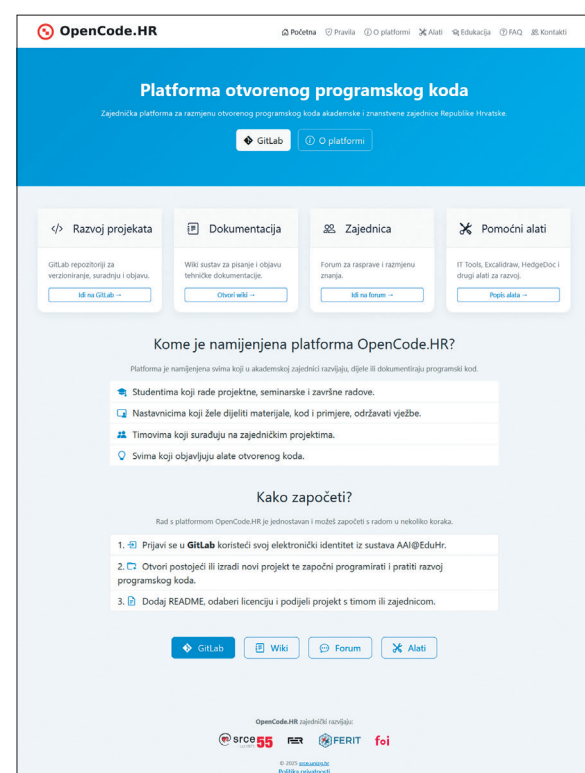 OpenCode.HR
Početna Pravila O platformi Alati Edukacija FAQ Kontakti
Platforma otvorenog programskog koda
Zajednička platforma za razmjenu otvorenog programskog koda akademske i znanstvene zajednice Republike Hrvatske.
GitLab O platformi
Razvoj projekata
GitLab repozitoriji za
verzioniranje, suradnju i objavu.
Idi na GitLab →
Dokumentacija
Wiki sustav za pisanje i objavu
tehničke dokumentacije.
Otvori wiki →
Zajednica
Forum za rasprave i razmjenu
znanja.
Idi na forum →
Pomoćni alati
IT Tools, Excalidraw, HedgeDoc i
drugi alati za razvoj.
Popis alata →
Kome je namijenjena platforma OpenCode.HR?
Platforma je namijenjena svima koji u akademskoj zajednici razvijaju, dijele ili dokumentiraju programski kod.
Studentima koji rade projektne, seminarske i završne radove.
Nastavnicima koji žele dijeliti materijale, kod i primjere, održavati vježbe.
Timovima koji surađuju na zajedničkim projektima.
Svima koji objavljuju alate otvorenog koda.
Kako započeti?
Rad s platformom OpenCode.HR je jednostavan i možeš započeti s radom u nekoliko koraka.
1. Prijavi se u GitLab koristeći svoj elektronički identitet iz sustava AAI@EduHr.
2. Otvori postojeći ili izradi novi projekt te započni programirati i pratiti razvoj
programskog koda.
3. Dodaj README, odaberi licenciju i podijeli projekt s timom ili zajednicom.
GitLab Wiki Forum Alati
OpenCode.HR zajednički razvijaju:
srce 55 FER FERIT foi
© 2025 srce.unizg.hr
Politika privatnosti